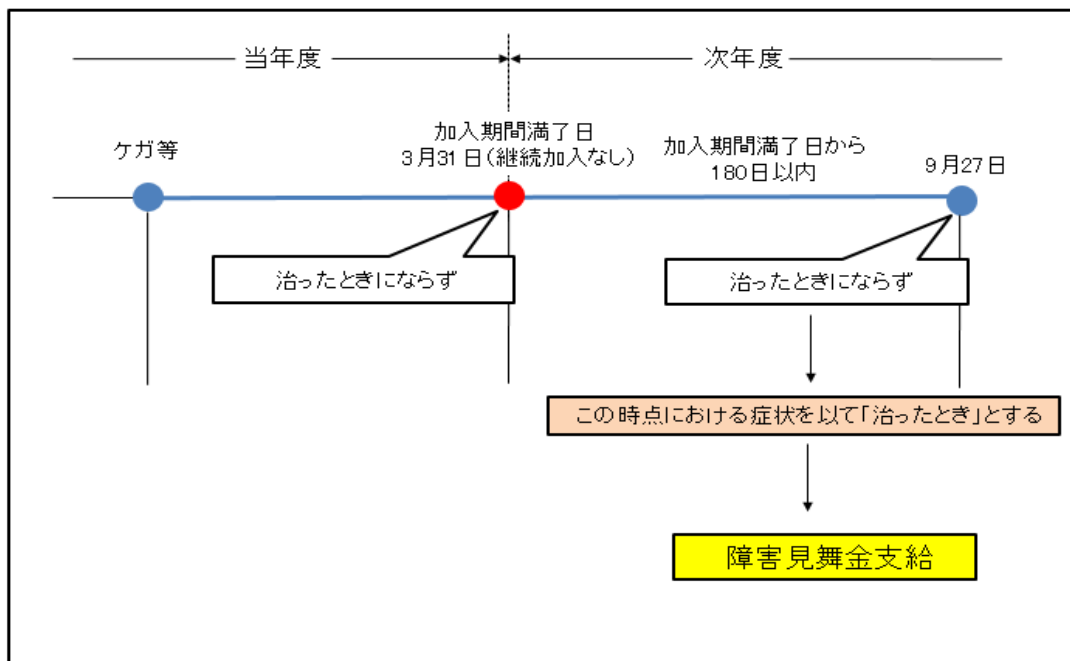 当年度
次年度
ケガ等
加入期間満了日
3月31日(継続加入なし)
加入期間満了日から
180日以内
9月27日
治ったときにならず
治ったときにならず
この時点における症状を以て「治ったとき」とする
障害見舞金支給